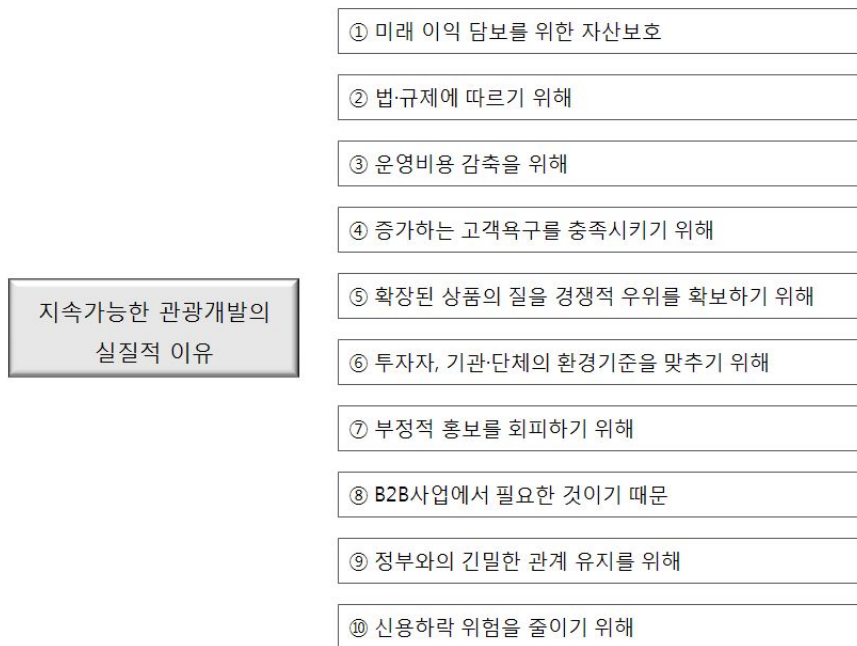 ① 미래 이익 담보를 위한 자산보호
② 법·규제에 따르기 위해
③ 운영비용 감축을 위해
④ 증가하는 고객욕구를 충족시키기 위해
지속가능한 관광개발의
실질적 이유
⑤ 확장된 상품의 질을 경쟁적 우위를 확보하기 위해
⑥ 투자자, 기관·단체의 환경기준을 맞추기 위해
⑦ 부정적 홍보를 회피하기 위해
⑧ B2B사업에서 필요한 것이기 때문
⑨ 정부와의 긴밀한 관계 유지를 위해
⑩ 신용하락 위험을 줄이기 위해